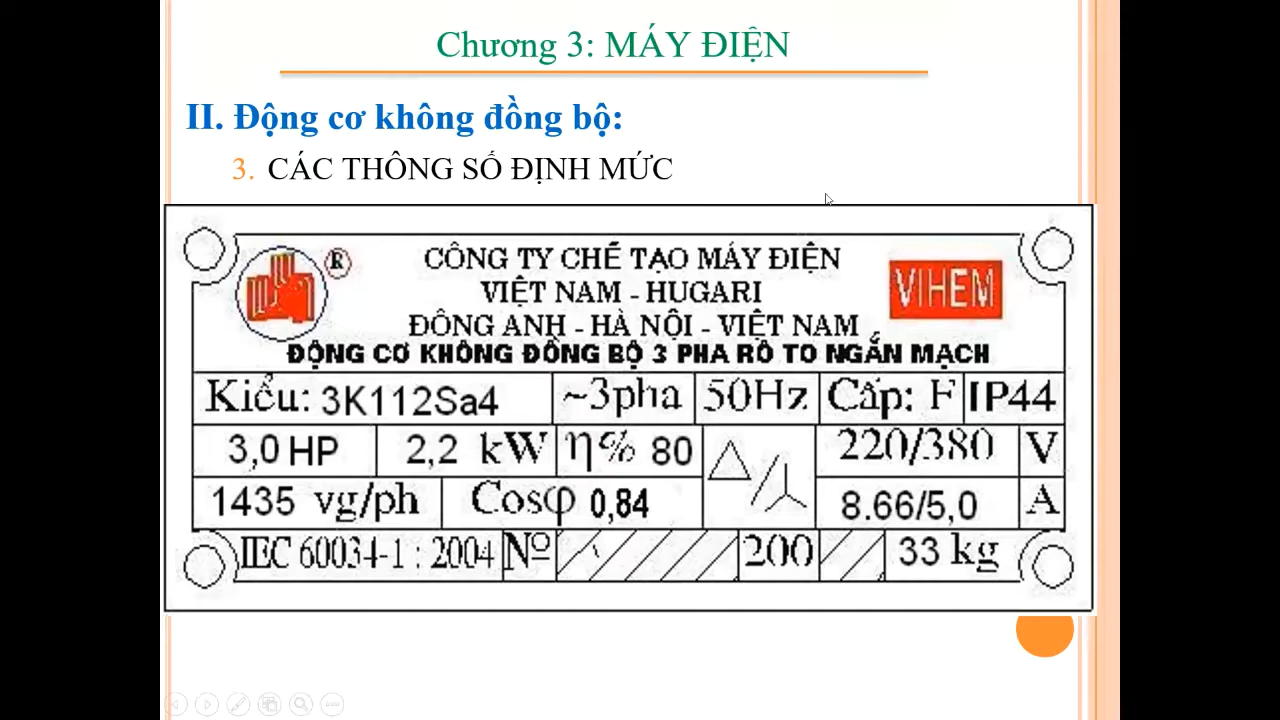 Chương 3: MÁY ĐIỆN
II. Động cơ không đồng bộ:
3. CÁC THÔNG SỐ ĐỊNH MỨC
® CÔNG TY CHẾ TẠO MÁY ĐIỆN
VIHEM
VIỆT NAM - HUGARI
ĐÔNG ANH - HÀ NỘI - VIỆT NAM
ĐỘNG CƠ KHÔNG ĐỒNG BỘ 3 PHA RÔ TO NGẮN MẠCH
Kiểu: 3K112Sa4 ~3pha 50Hz Cấp: F IP44
3,0 HP 2,2 kW η% 80 △/Y 220/380 V
1435 vg/ph Cosφ 0,84 8.66/5,0 A
IEC 60034-1 : 2004 Nº 200 33 kg